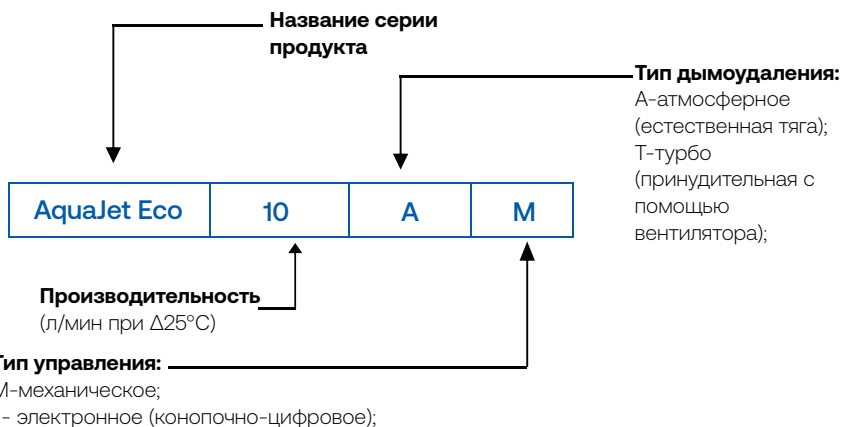 Название серии
продукта
Тип дымоудаления:
А-атмосферное
(естественная тяга);
Т-турбо
(принудительная с
помощью
вентилятора);
AquaJet Eco 10 A M
Производительность
(л/мин при Δ25°C)
Тип управления:
М-механическое;
- электронное (конопочно-цифровое);